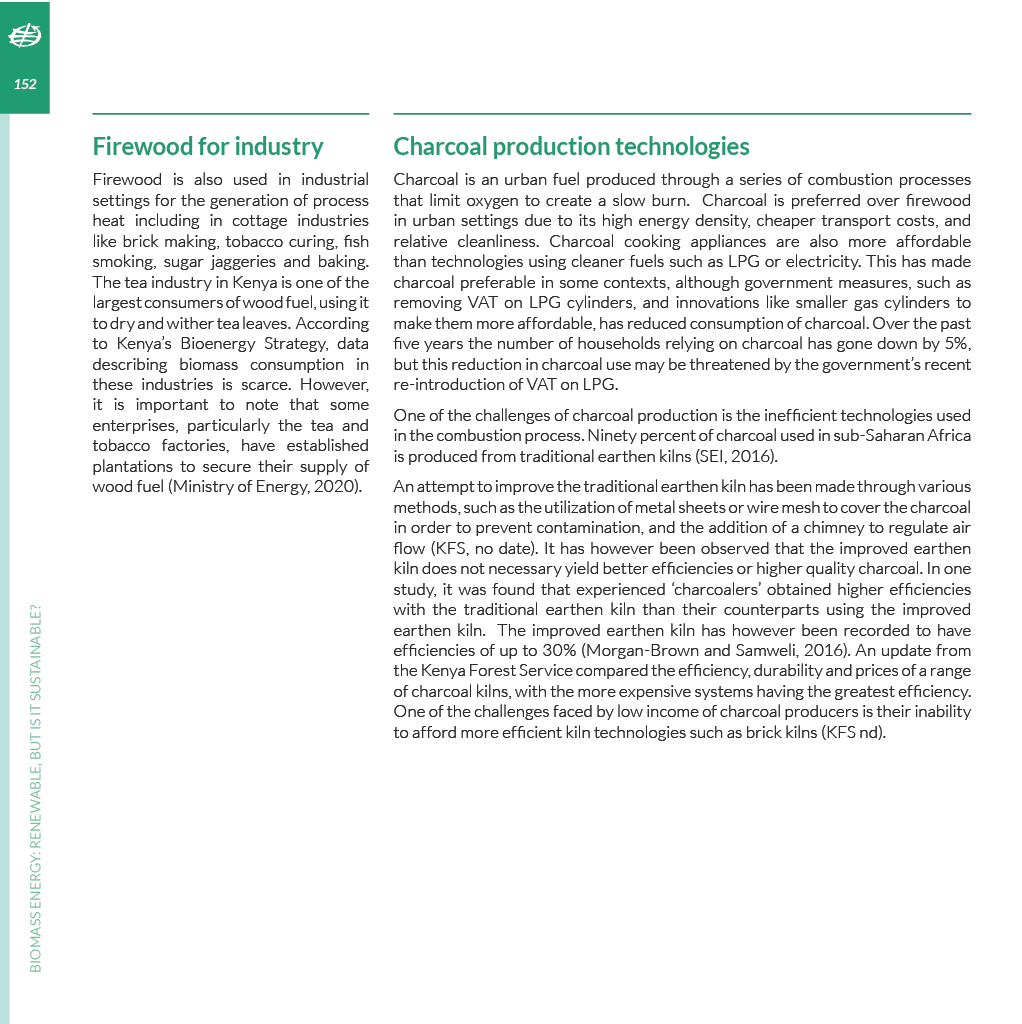 152
Firewood for industry
Firewood is also used in industrial
settings for the generation of process
heat including in cottage industries
like brick making, tobacco curing, fish
smoking, sugar jaggeries and baking.
The tea industry in Kenya is one of the
largest consumers of wood fuel, using it
to dry and wither tea leaves. According
to Kenya’s Bioenergy Strategy, data
describing biomass consumption in
these industries is scarce. However,
it is important to note that some
enterprises, particularly the tea and
tobacco factories, have established
plantations to secure their supply of
wood fuel (Ministry of Energy, 2020).
Charcoal production technologies
Charcoal is an urban fuel produced through a series of combustion processes
that limit oxygen to create a slow burn. Charcoal is preferred over firewood
in urban settings due to its high energy density, cheaper transport costs, and
relative cleanliness. Charcoal cooking appliances are also more affordable
than technologies using cleaner fuels such as LPG or electricity. This has made
charcoal preferable in some contexts, although government measures, such as
removing VAT on LPG cylinders, and innovations like smaller gas cylinders to
make them more affordable, has reduced consumption of charcoal. Over the past
five years the number of households relying on charcoal has gone down by 5%,
but this reduction in charcoal use may be threatened by the government’s recent
re-introduction of VAT on LPG.
One of the challenges of charcoal production is the inefficient technologies used
in the combustion process. Ninety percent of charcoal used in sub-Saharan Africa
is produced from traditional earthen kilns (SEI, 2016).
An attempt to improve the traditional earthen kiln has been made through various
methods, such as the utilization of metal sheets or wire mesh to cover the charcoal
in order to prevent contamination, and the addition of a chimney to regulate air
flow (KFS, no date). It has however been observed that the improved earthen
kiln does not necessary yield better efficiencies or higher quality charcoal. In one
study, it was found that experienced ‘charcoalers’ obtained higher efficiencies
with the traditional earthen kiln than their counterparts using the improved
earthen kiln. The improved earthen kiln has however been recorded to have
efficiencies of up to 30% (Morgan-Brown and Samweli, 2016). An update from
the Kenya Forest Service compared the efficiency, durability and prices of a range
of charcoal kilns, with the more expensive systems having the greatest efficiency.
One of the challenges faced by low income of charcoal producers is their inability
to afford more efficient kiln technologies such as brick kilns (KFS nd).
BIOMASS ENERGY: RENEWABLE, BUT IS IT SUSTAINABLE?